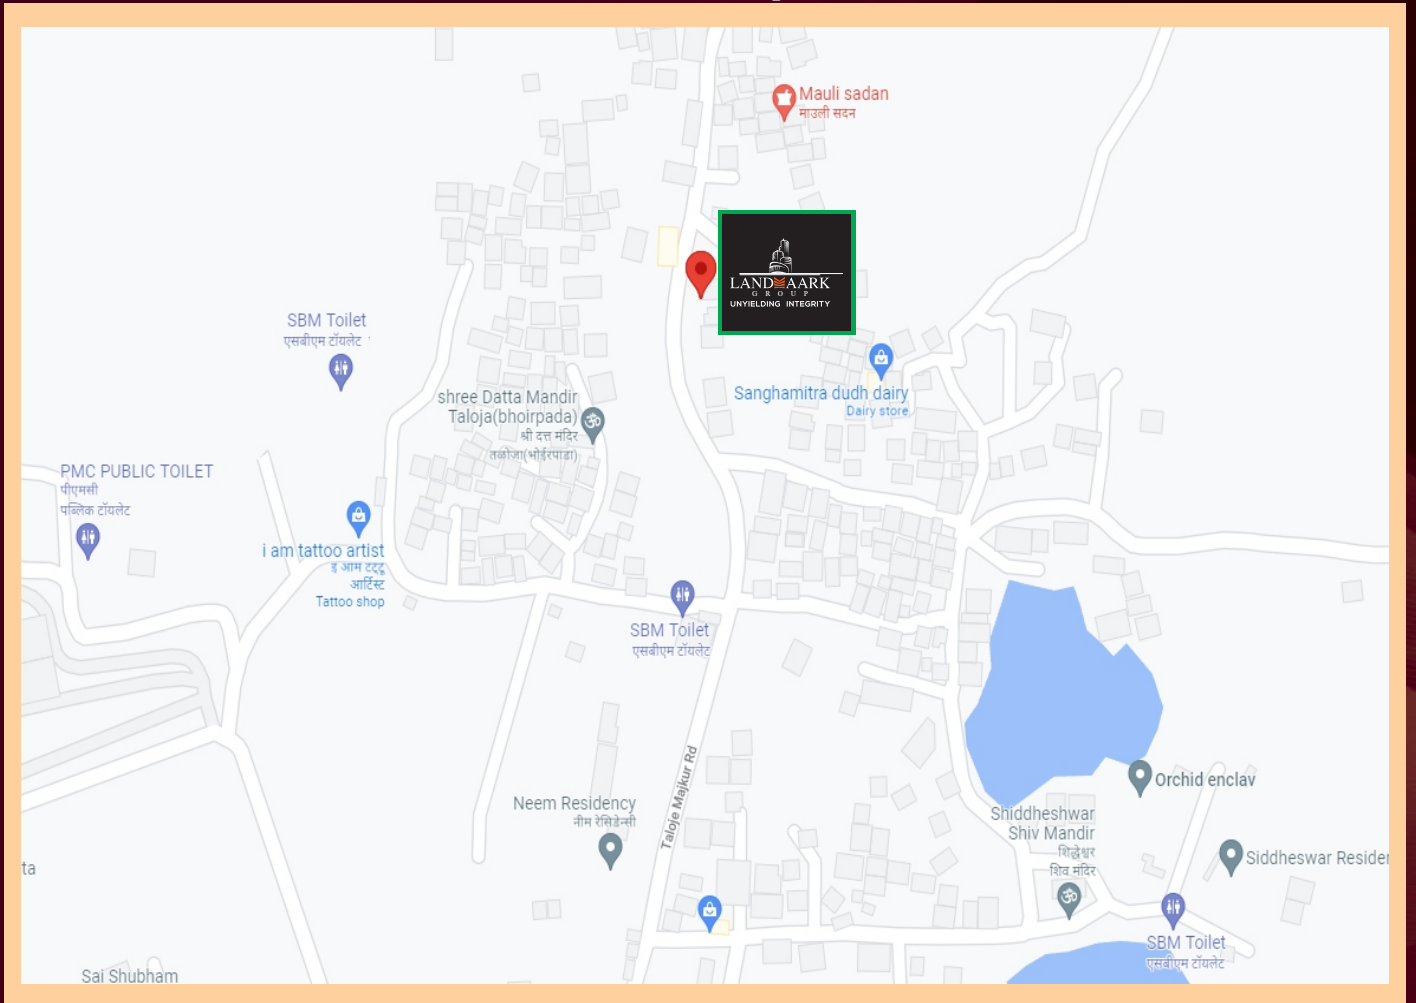 Mauli sadan
माउली सदन
LANDMAARK
GROUP
UNYIELDING INTEGRITY
SBM Toilet
एसबीएम टॉयलेट
Sanghamitra dudh dairy
Dairy store
shree Datta Mandir
Taloja(bhoirpada)
श्री दत्त मंदिर
तळोजा(भोईरपाडा)
PMC PUBLIC TOILET
पीएमसी
पब्लिक टॉयलेट
i am tattoo artist
इ आम टट्टू
आर्टिस्ट
Tattoo shop
SBM Toilet
एसबीएम टॉयलेट
Taloje Majkur Rd
Orchid enclav
Neem Residency
नीम रेसिडेन्सी
Shiddheshwar
Shiv Mandir
शिद्धेश्वर
शिव मंदिर
Siddheswar Resider
ta
SBM Toilet
एसबीएम टॉयलेट
Sai Shubham